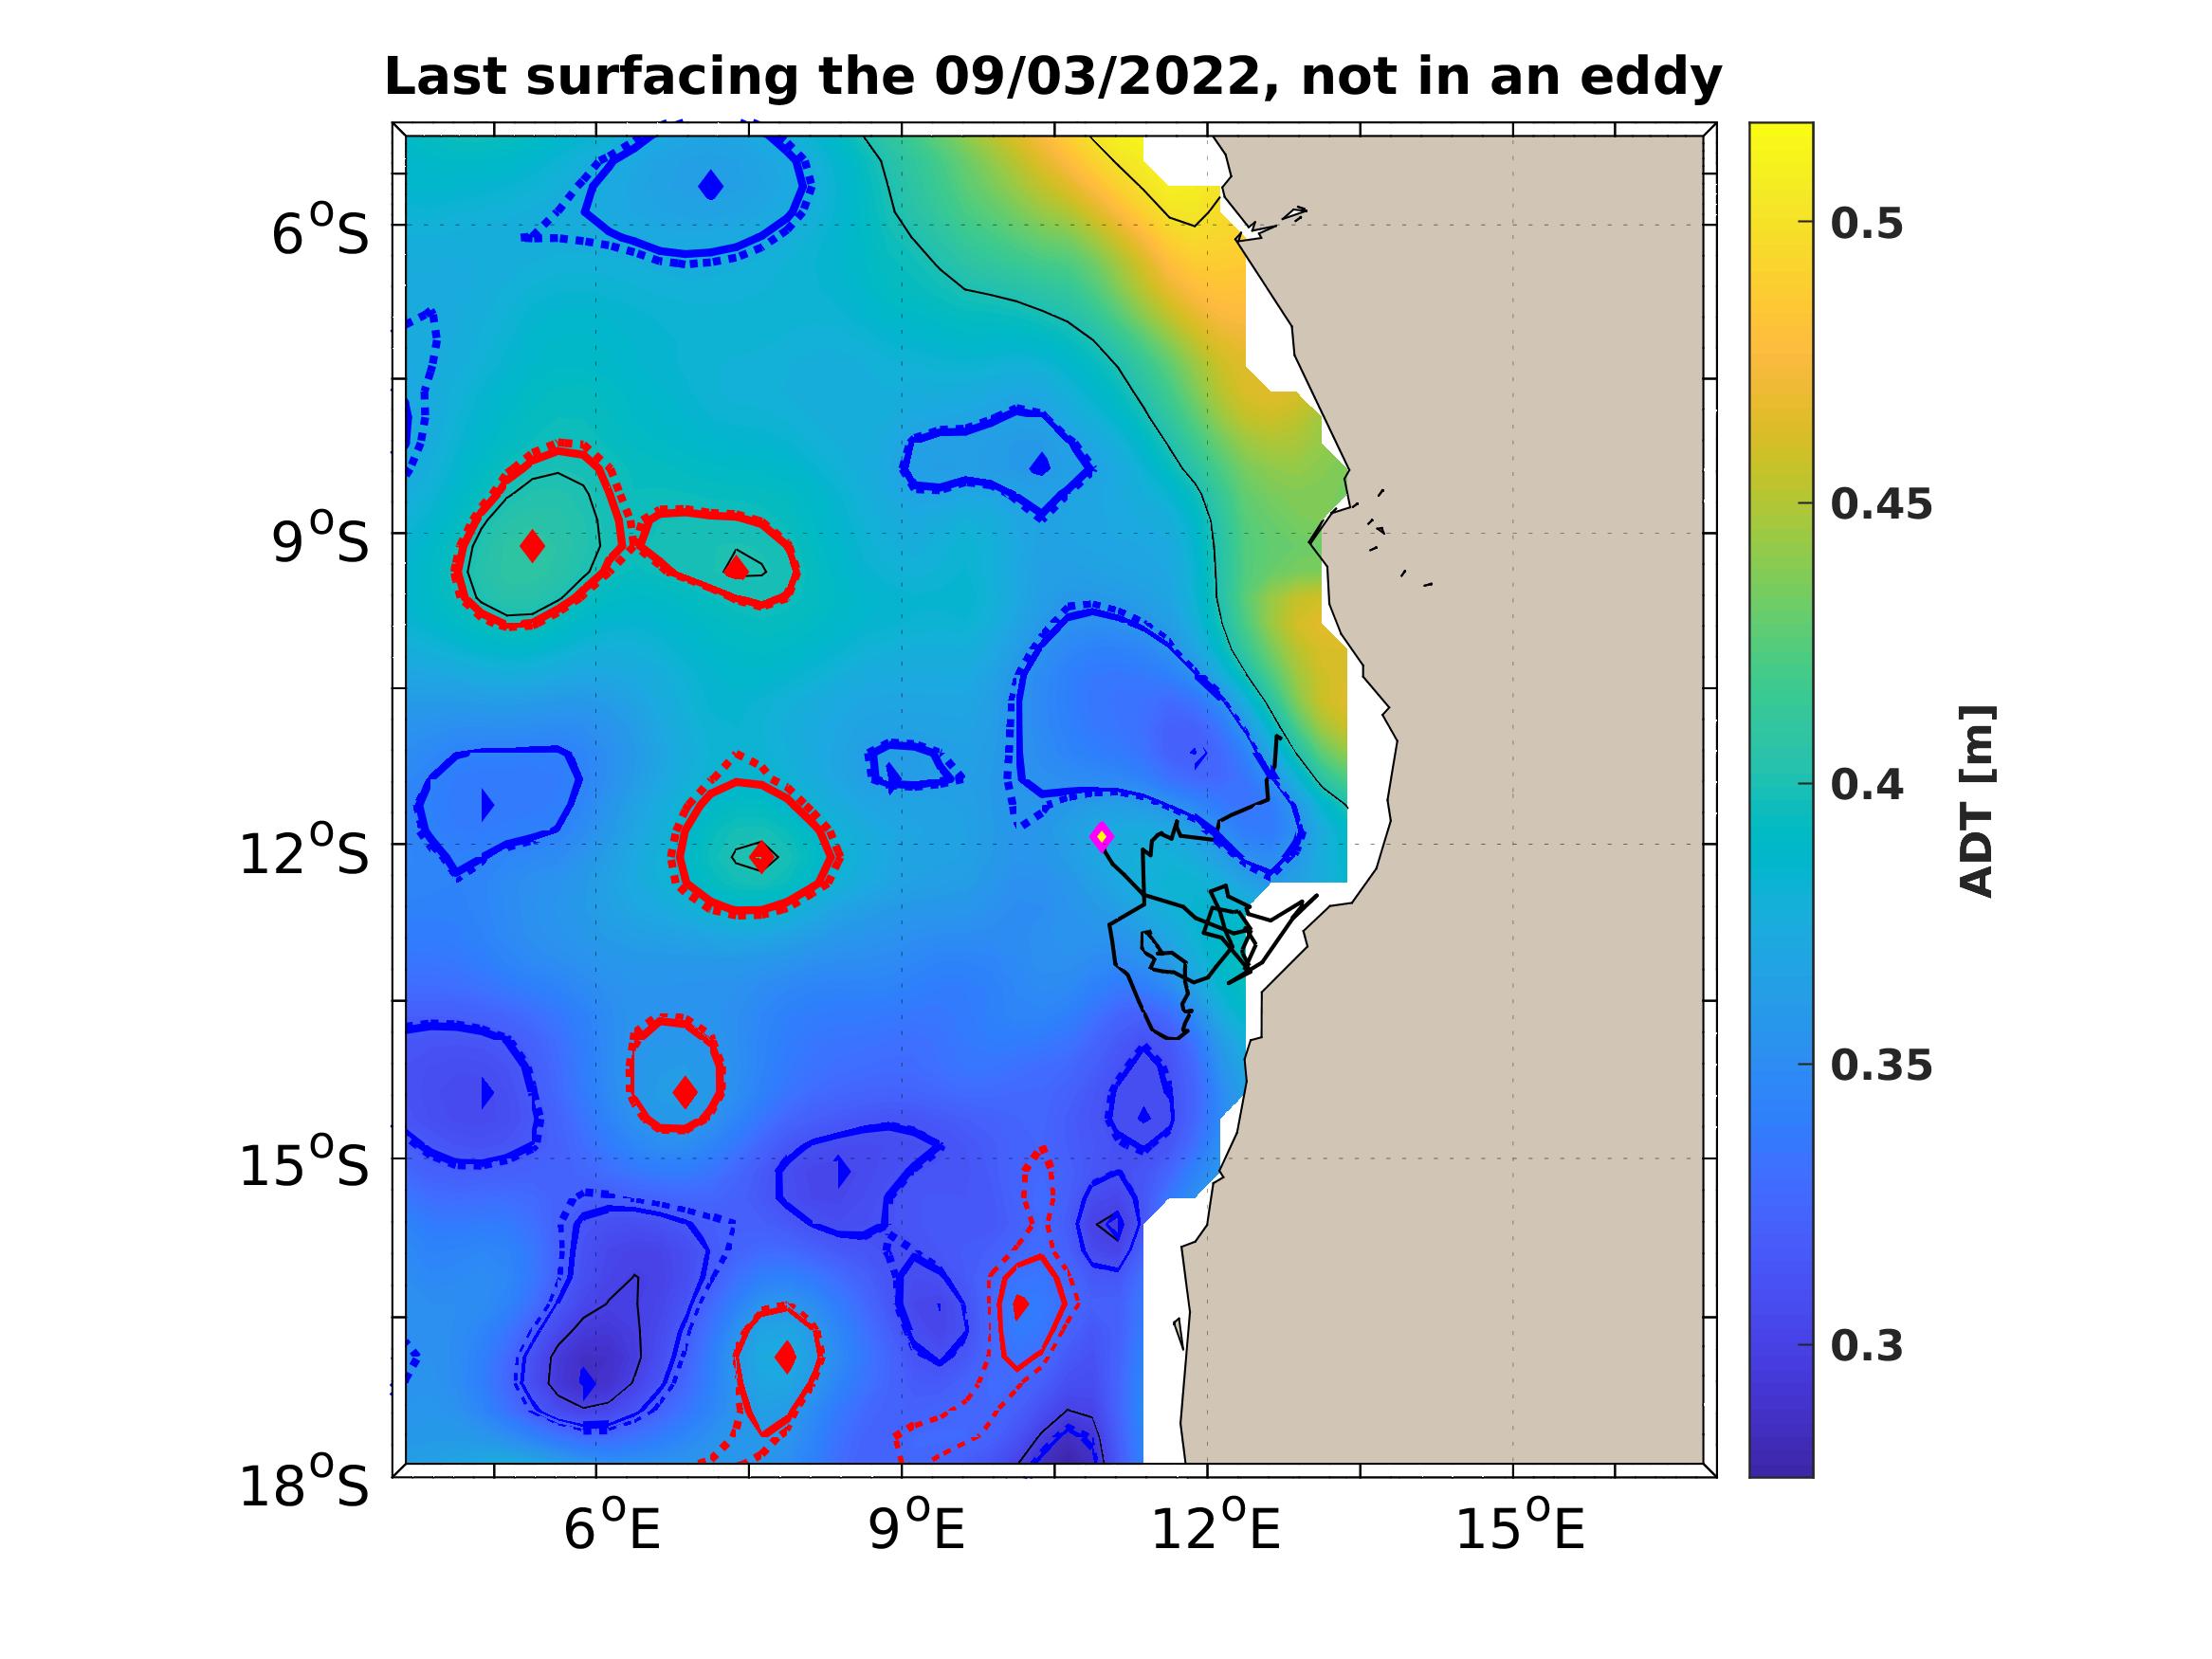 Last surfacing the 09/03/2022, not in an eddy
6°S
9°S
12°S
15°S
18°S
6°E
9°E
12°E
15°E
0.5
0.45
0.4
0.35
0.3
ADT [m]